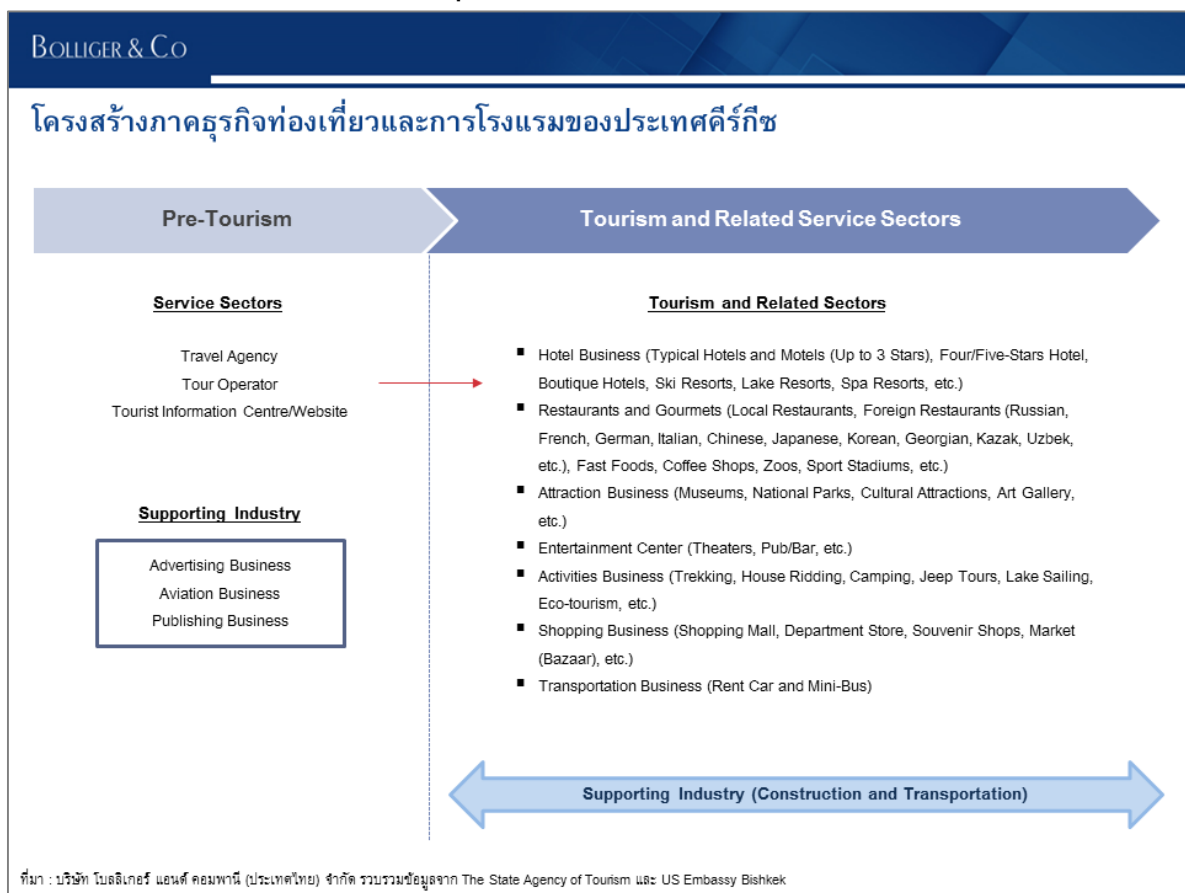 BOLLIGER & CO
โครงสร้างภาคธุรกิจท่องเที่ยวและการโรงแรมของประเทศคีร์กีซ
Pre-Tourism
Tourism and Related Service Sectors
Service Sectors
Travel Agency
Tour Operator
Tourist Information Centre/Website
Supporting Industry
Advertising Business
Aviation Business
Publishing Business
Tourism and Related Sectors
▪ Hotel Business (Typical Hotels and Motels (Up to 3 Stars), Four/Five-Stars Hotel,
Boutique Hotels, Ski Resorts, Lake Resorts, Spa Resorts, etc.)
▪ Restaurants and Gourmets (Local Restaurants, Foreign Restaurants (Russian,
French, German, Italian, Chinese, Japanese, Korean, Georgian, Kazak, Uzbek,
etc.), Fast Foods, Coffee Shops, Zoos, Sport Stadiums, etc.)
▪ Attraction Business (Museums, National Parks, Cultural Attractions, Art Gallery,
etc.)
▪ Entertainment Center (Theaters, Pub/Bar, etc.)
▪ Activities Business (Trekking, House Ridding, Camping, Jeep Tours, Lake Sailing,
Eco-tourism, etc.)
▪ Shopping Business (Shopping Mall, Department Store, Souvenir Shops, Market
(Bazaar), etc.)
▪ Transportation Business (Rent Car and Mini-Bus)
Supporting Industry (Construction and Transportation)
ที่มา : บริษัท โบลลิเกอร์ แอนด์ คอมพานี (ประเทศไทย) จำกัด รวบรวมข้อมูลจาก The State Agency of Tourism และ US Embassy Bishkek